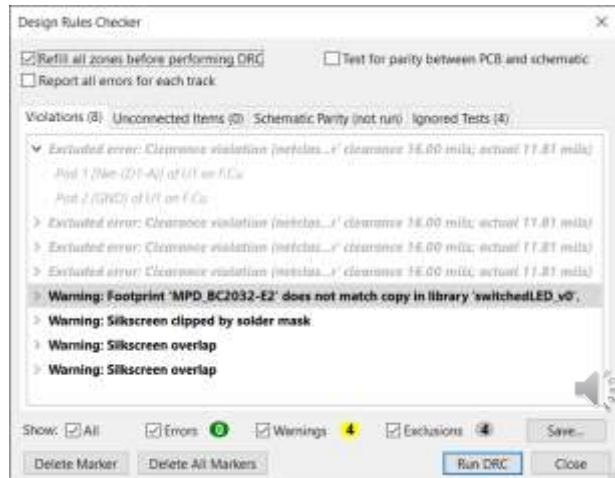 Design Rules Checker
Refill all zones before performing DRC
Test for parity between PCB and schematic
Report all errors for each track
Violations (8) Unconnected Items (0) Schematic Parity (not run) Ignored Tests (4)
Excluded error: Clearance violation (netclas...r' clearance 16.00 mils; actual 11.81 mils)
Pad 1 [Net-(D1-A)] of U1 on F.Cu
Pad 2 [GND] of U1 on F.Cu
Excluded error: Clearance violation (netclas...r' clearance 16.00 mils; actual 11.81 mils)
Excluded error: Clearance violation (netclas...r' clearance 16.00 mils; actual 11.81 mils)
Excluded error: Clearance violation (netclas...r' clearance 16.00 mils; actual 11.81 mils)
Warning: Footprint 'MPD_BC2032-E2' does not match copy in library 'switchedLED_v0'.
Warning: Silkscreen clipped by solder mask
Warning: Silkscreen overlap
Warning: Silkscreen overlap
Show: All Errors 0 Warnings 4 Exclusions 4 Save...
Delete Marker Delete All Markers Run DRC Close